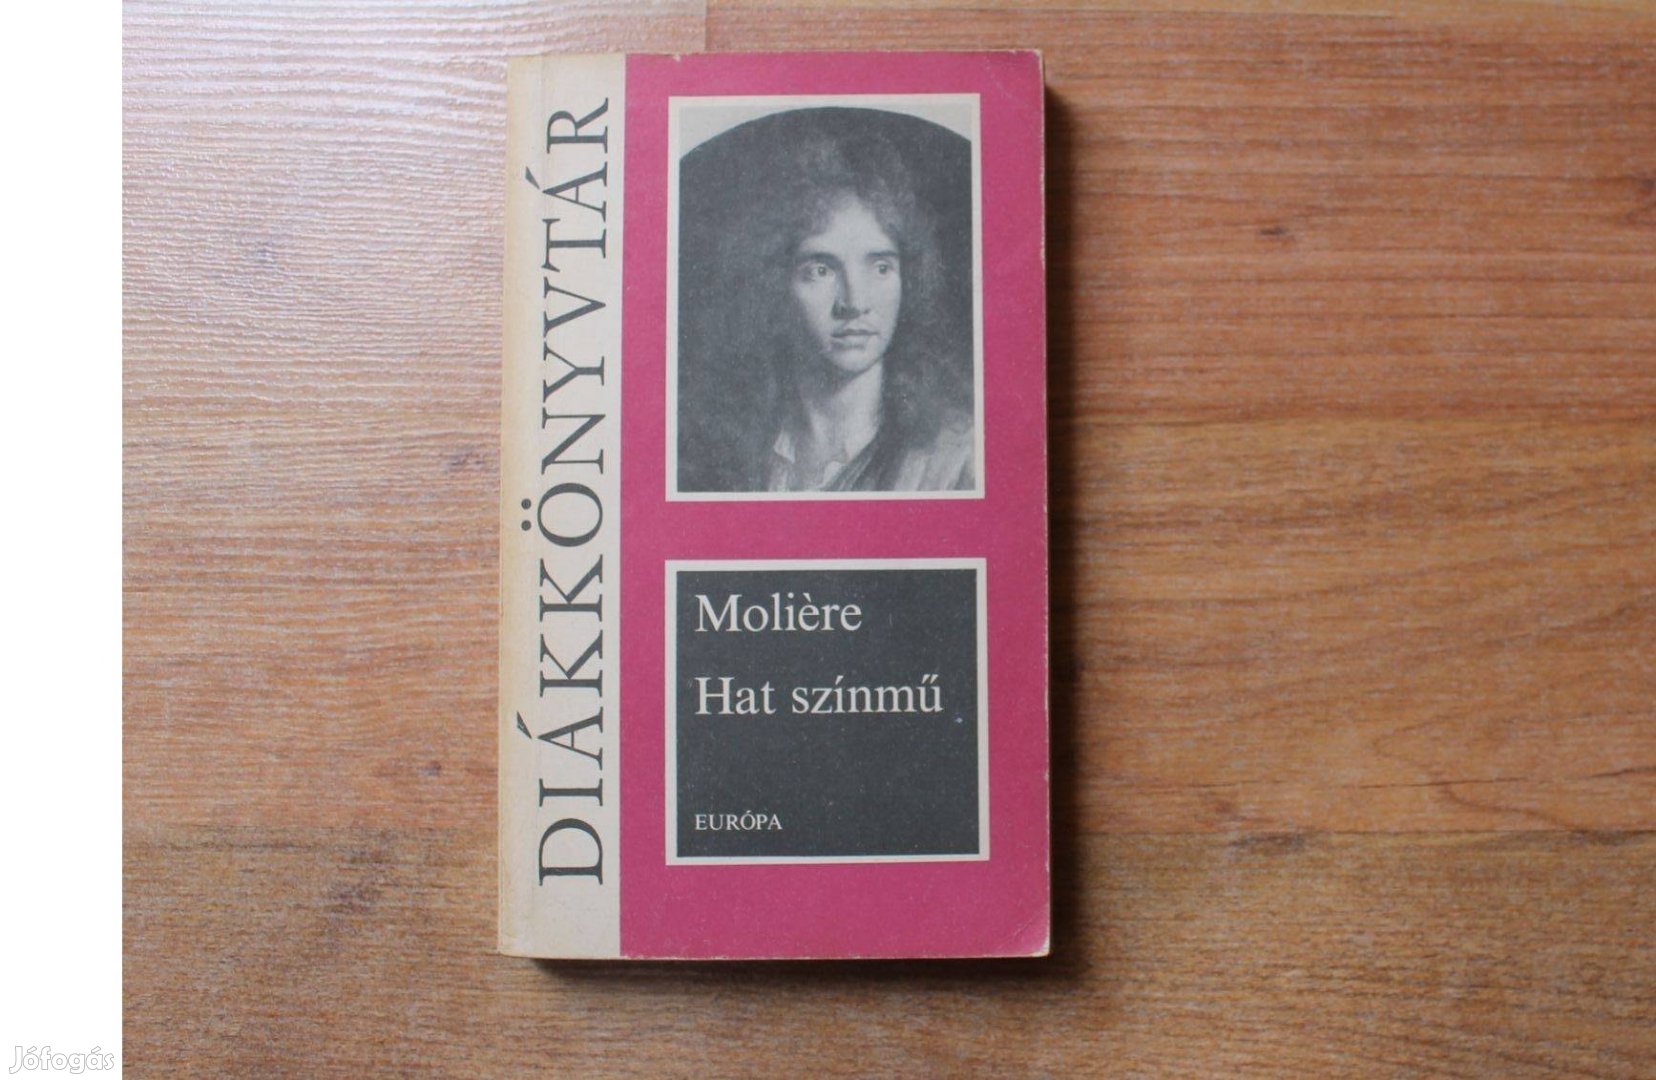 DIÁKKÖNYVTÁR
Molière
Hat színmű
EURÓPA
Jófogás